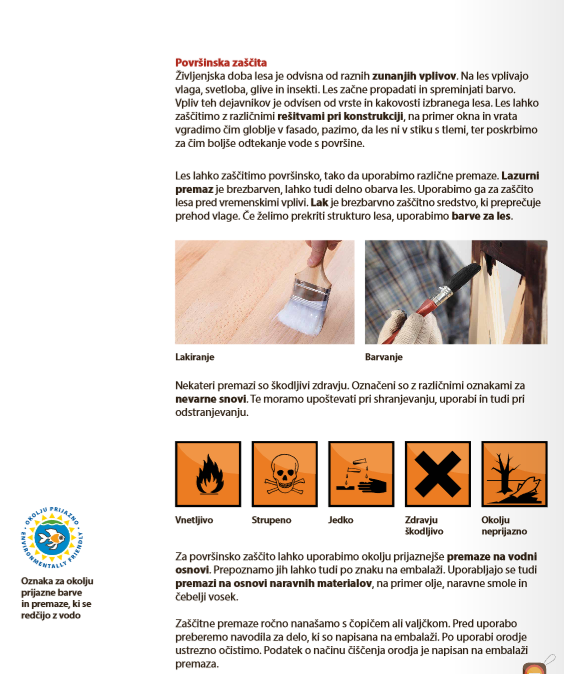 Površinska zaščita
Življenjska doba lesa je odvisna od raznih zunanjih vplivov. Na les vplivajo
vlaga, svetloba, glive in insekti. Les začne propadati in spreminjati barvo.
Vpliv teh dejavnikov je odvisen od vrste in kakovosti izbranega lesa. Les lahko
zaščitimo z različnimi rešitvami pri konstrukciji, na primer okna in vrata
vgradimo čim globlje v fasado, pazimo, da les ni v stiku s tlemi, ter poskrbimo
za čim boljše odtekanje vode s površine.
Les lahko zaščitimo površinsko, tako da uporabimo različne premaze. Lazurni
premaz je brezbarven, lahko tudi delno obarva les. Uporabimo ga za zaščito
lesa pred vremenskimi vplivi. Lak je brezbarvno zaščitno sredstvo, ki preprečuje
prehod vlage. Če želimo prekriti strukturo lesa, uporabimo barve za les.
Lakiranje
Barvanje
Nekateri premazi so škodljivi zdravju. Označeni so z različnimi oznakami za
nevarne snovi. Te moramo upoštevati pri shranjevanju, uporabi in tudi pri
odstranjevanju.
Vnetljivo
Strupeno
Jedko
Zdravju
škodljivo
Okolju
neprijazno
OKOLJU PRIJAZNO
ENVIRONMENTALLY FRIENDLY
Oznaka za okolju
prijazne barve
in premaze, ki se
redčijo z vodo
Za površinsko zaščito lahko uporabimo okolju prijaznejše premaze na vodni
osnovi. Prepoznamo jih lahko tudi po znaku na embalaži. Uporabljajo se tudi
premazi na osnovi naravnih materialov, na primer olje, naravne smole in
čebelji vosek.
Zaščitne premaze ročno nanašamo s čopičem ali valjčkom. Pred uporabo
preberemo navodila za delo, ki so napisana na embalaži. Po uporabi orodje
ustrezno očistimo. Podatek o načinu čiščenja orodja je napisan na embalaži
premaza.